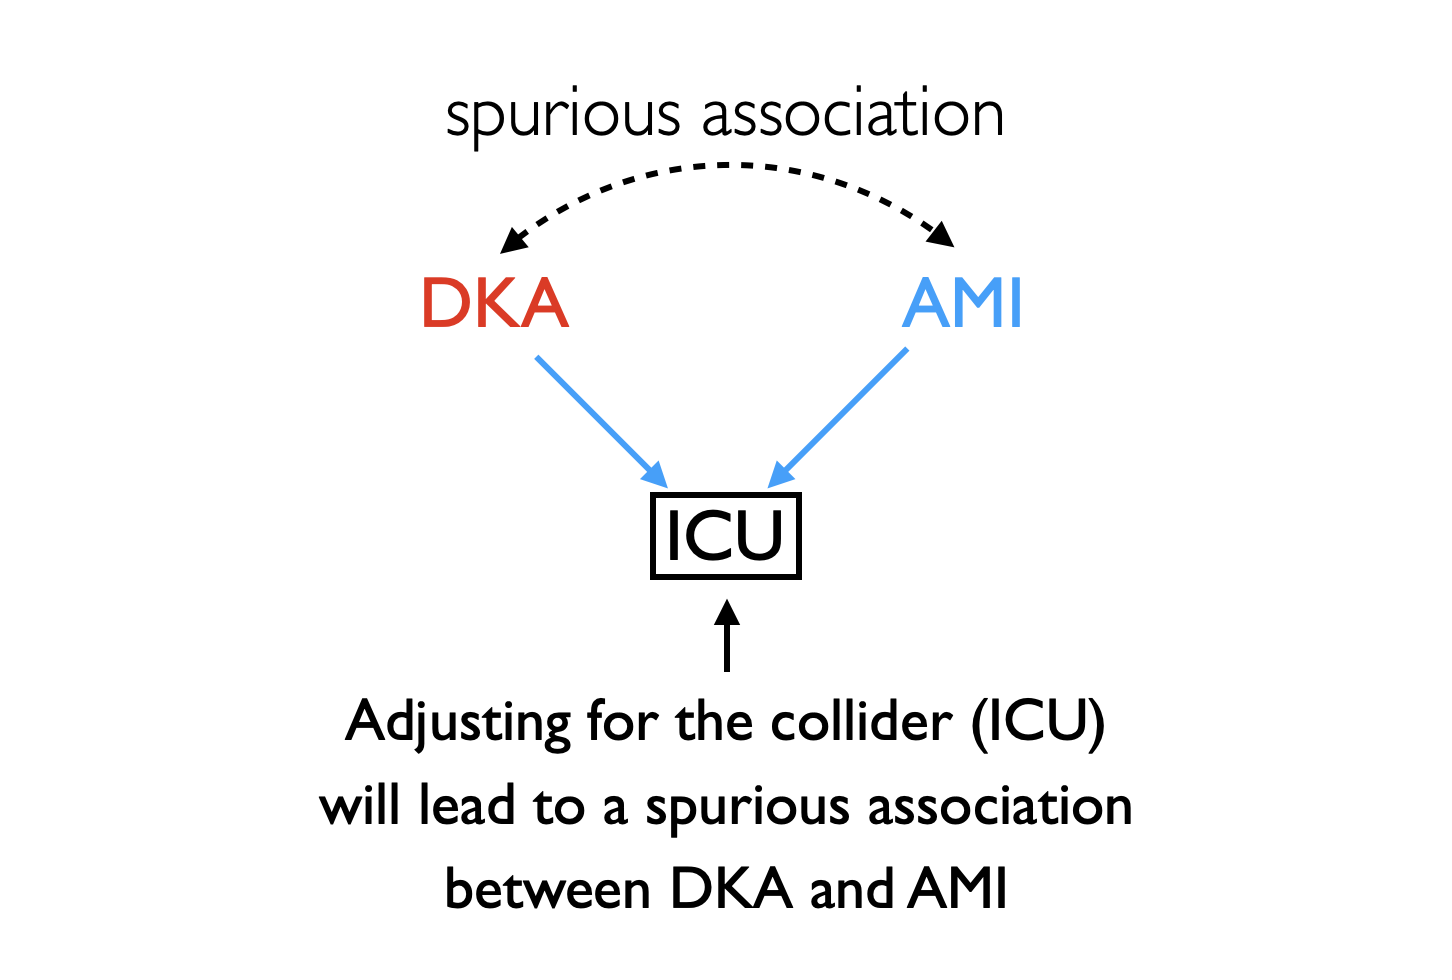 spurious association
DKA
AMI
ICU
Adjusting for the collider (ICU)
will lead to a spurious association
between DKA and AMI